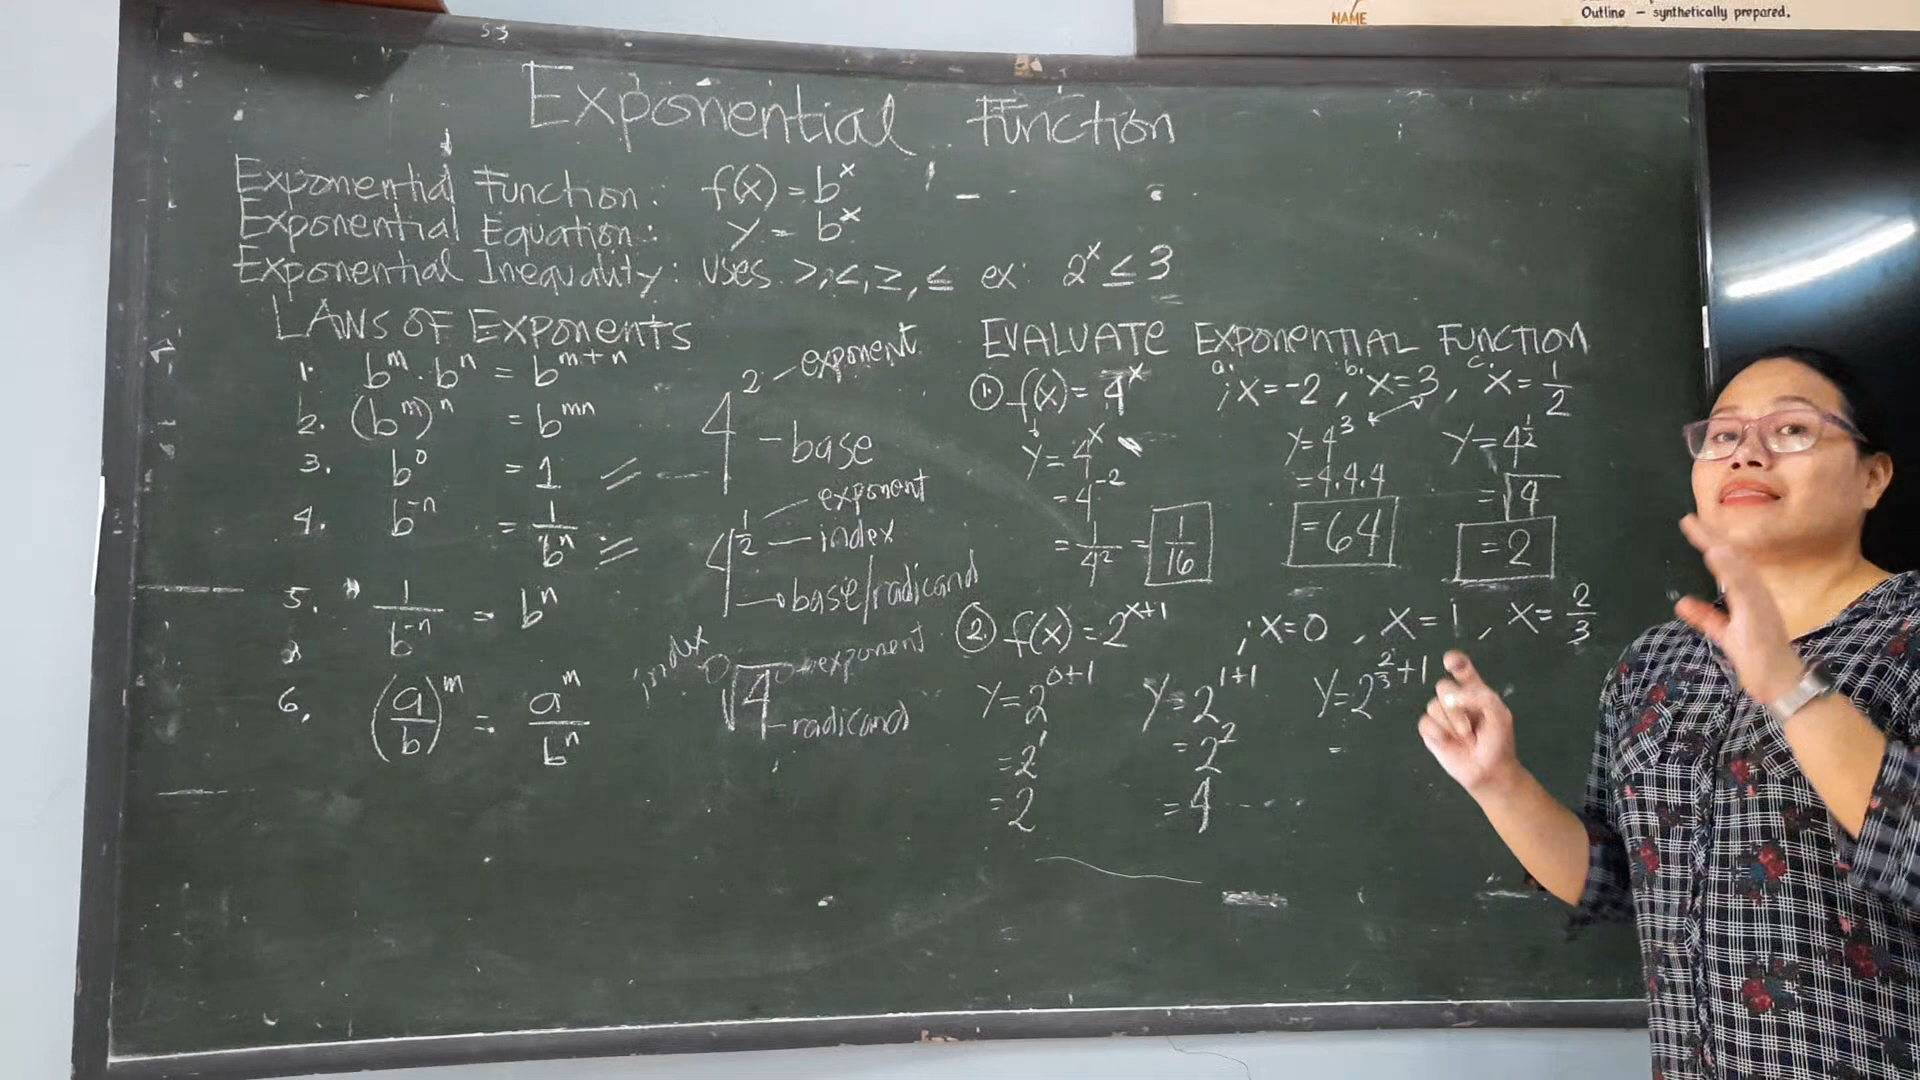 NAME
Outline — synthetically prepared.
53
Exponential Function
Exponential Function: f(x) = b^x
Exponential Equation: y = b^x
Exponential Inequality: uses >, <, ≥, ≤ ex: 2^x ≤ 3
LAWS OF EXPONENTS
1. b^m · b^n = b^(m+n)
2. (b^m)^n = b^(mn)
3. b^0 = 1
4. b^(-n) = 1/b^n
5. 1/b^(-n) = b^n
6. (a/b)^m = a^m/b^n
4^2 - exponent
- base
4^(1/2) exponent
index
base/radicand
index √4 exponent
radicand
EVALUATE EXPONENTIAL FUNCTION
1. f(x) = 4^x ; a. x = -2, b. x = 3, c. x = 1/2
y = 4^x
= 4^(-2)
= 1/4^2 = 1/16
y = 4^3
= 4.4.4
= 64
y = 4^(1/2)
= √4
= 2
2. f(x) = 2^(x+1) ; x = 0, x = 1, x = 2/3
y = 2^(0+1)
= 2^1
= 2
y = 2^(1+1)
= 2^2
= 4
y = 2^(2/3+1)
=